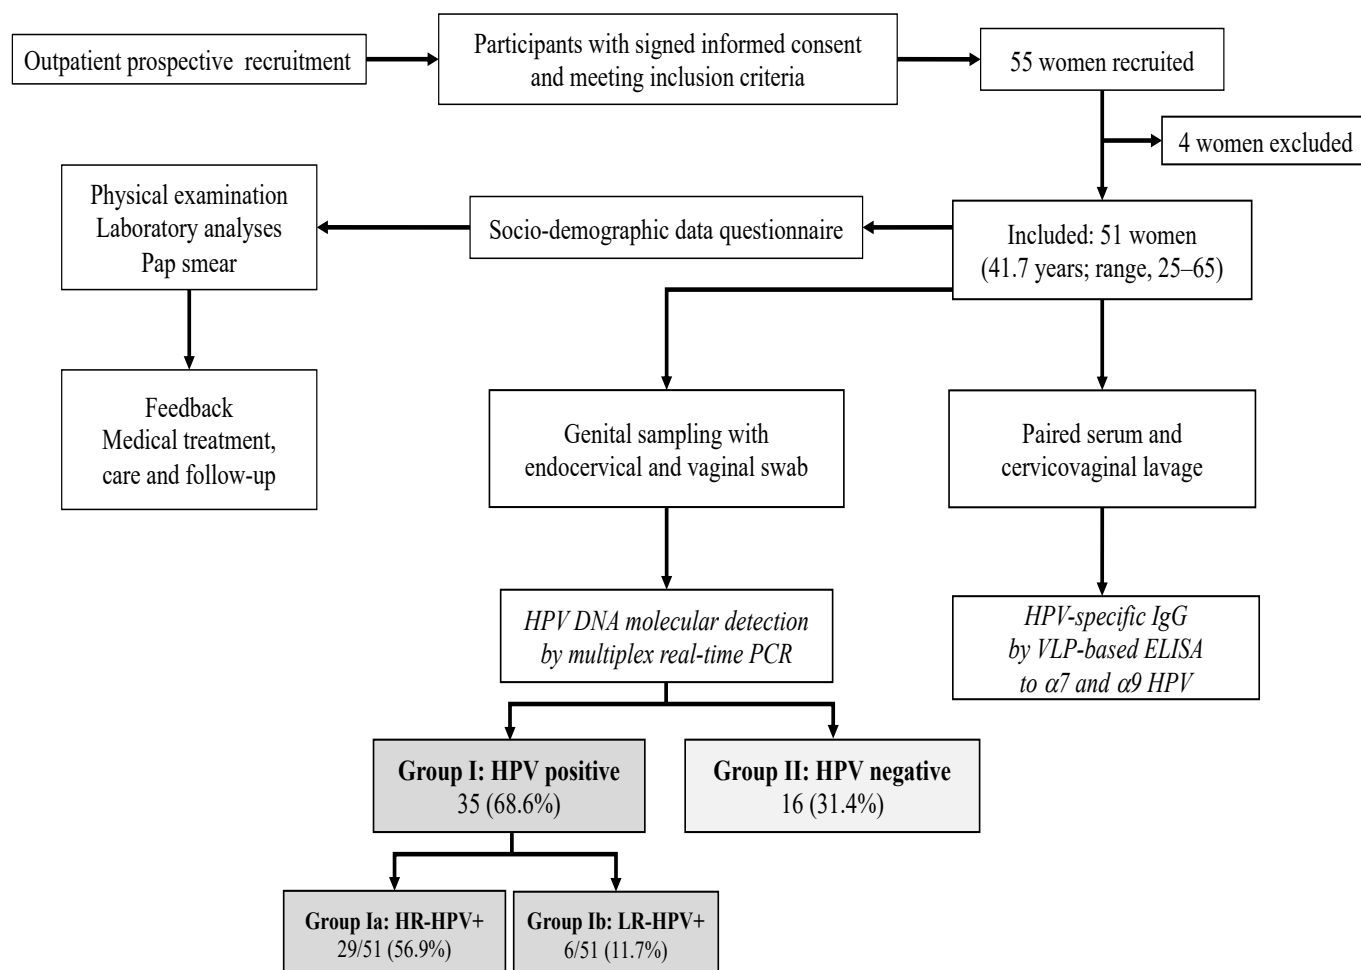 Outpatient prospective recruitment
Participants with signed informed consent
and meeting inclusion criteria
55 women recruited
4 women excluded
Physical examination
Laboratory analyses
Pap smear
Socio-demographic data questionnaire
Included: 51 women
(41.7 years; range, 25–65)
Feedback
Medical treatment,
care and follow-up
Genital sampling with
endocervical and vaginal swab
Paired serum and
cervicovaginal lavage
HPV DNA molecular detection
by multiplex real-time PCR
HPV-specific IgG
by VLP-based ELISA
to α7 and α9 HPV
Group I: HPV positive
35 (68.6%)
Group II: HPV negative
16 (31.4%)
Group Ia: HR-HPV+
29/51 (56.9%)
Group Ib: LR-HPV+
6/51 (11.7%)